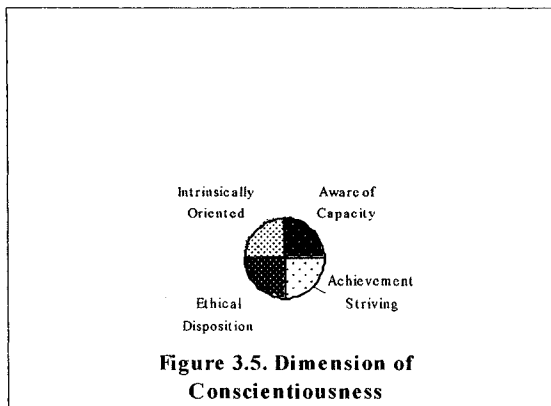 Intrinsically
Oriented
Aware of
Capacity
Achievement
Striving
Ethical
Disposition
Figure 3.5. Dimension of
Conscientiousness